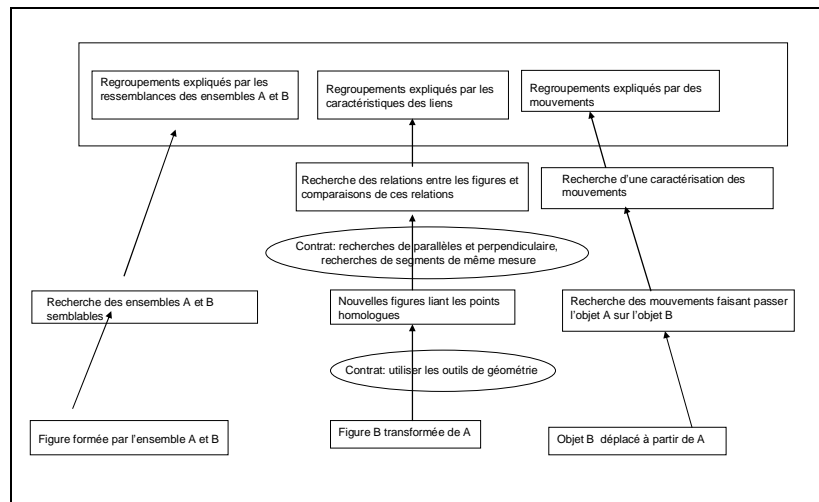 Regroupements expliqués par les
ressemblances des ensembles A et B
Regroupements expliqués par les
caractéristiques des liens
Regroupements expliqués par des
mouvements
Recherche des relations entre les figures et
comparaisons de ces relations
Recherche d'une caractérisation des
mouvements
Contrat: recherches de parallèles et perpendiculaire,
recherches de segments de même mesure
Recherche des ensembles A et B
semblables
Nouvelles figures liant les points
homologues
Recherche des mouvements faisant passer
l'objet A sur l'objet B
Contrat: utiliser les outils de géométrie
Figure formée par l'ensemble A et B
Figure B transformée de A
Objet B déplacé à partir de A